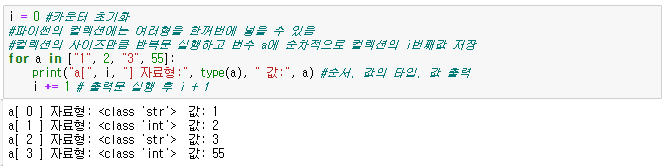 i = 0 #카운터 초기화
#파이썬의 컬렉션에는 여러형을 한꺼번에 넣을 수 있음
#컬렉션의 사이즈만큼 반복문 실행하고 변수 a에 순차적으로 컬렉션의 i번째값 저장
for a in ["1", 2, "3", 55]:
    print("a[", i, "] 자료형:", type(a), " 값:", a) #순서, 값의 타입, 값 출력
    i += 1 # 출력문 실행 후 i + 1
a[ 0 ] 자료형: <class 'str'>  값: 1
a[ 1 ] 자료형: <class 'int'>  값: 2
a[ 2 ] 자료형: <class 'str'>  값: 3
a[ 3 ] 자료형: <class 'int'>  값: 55